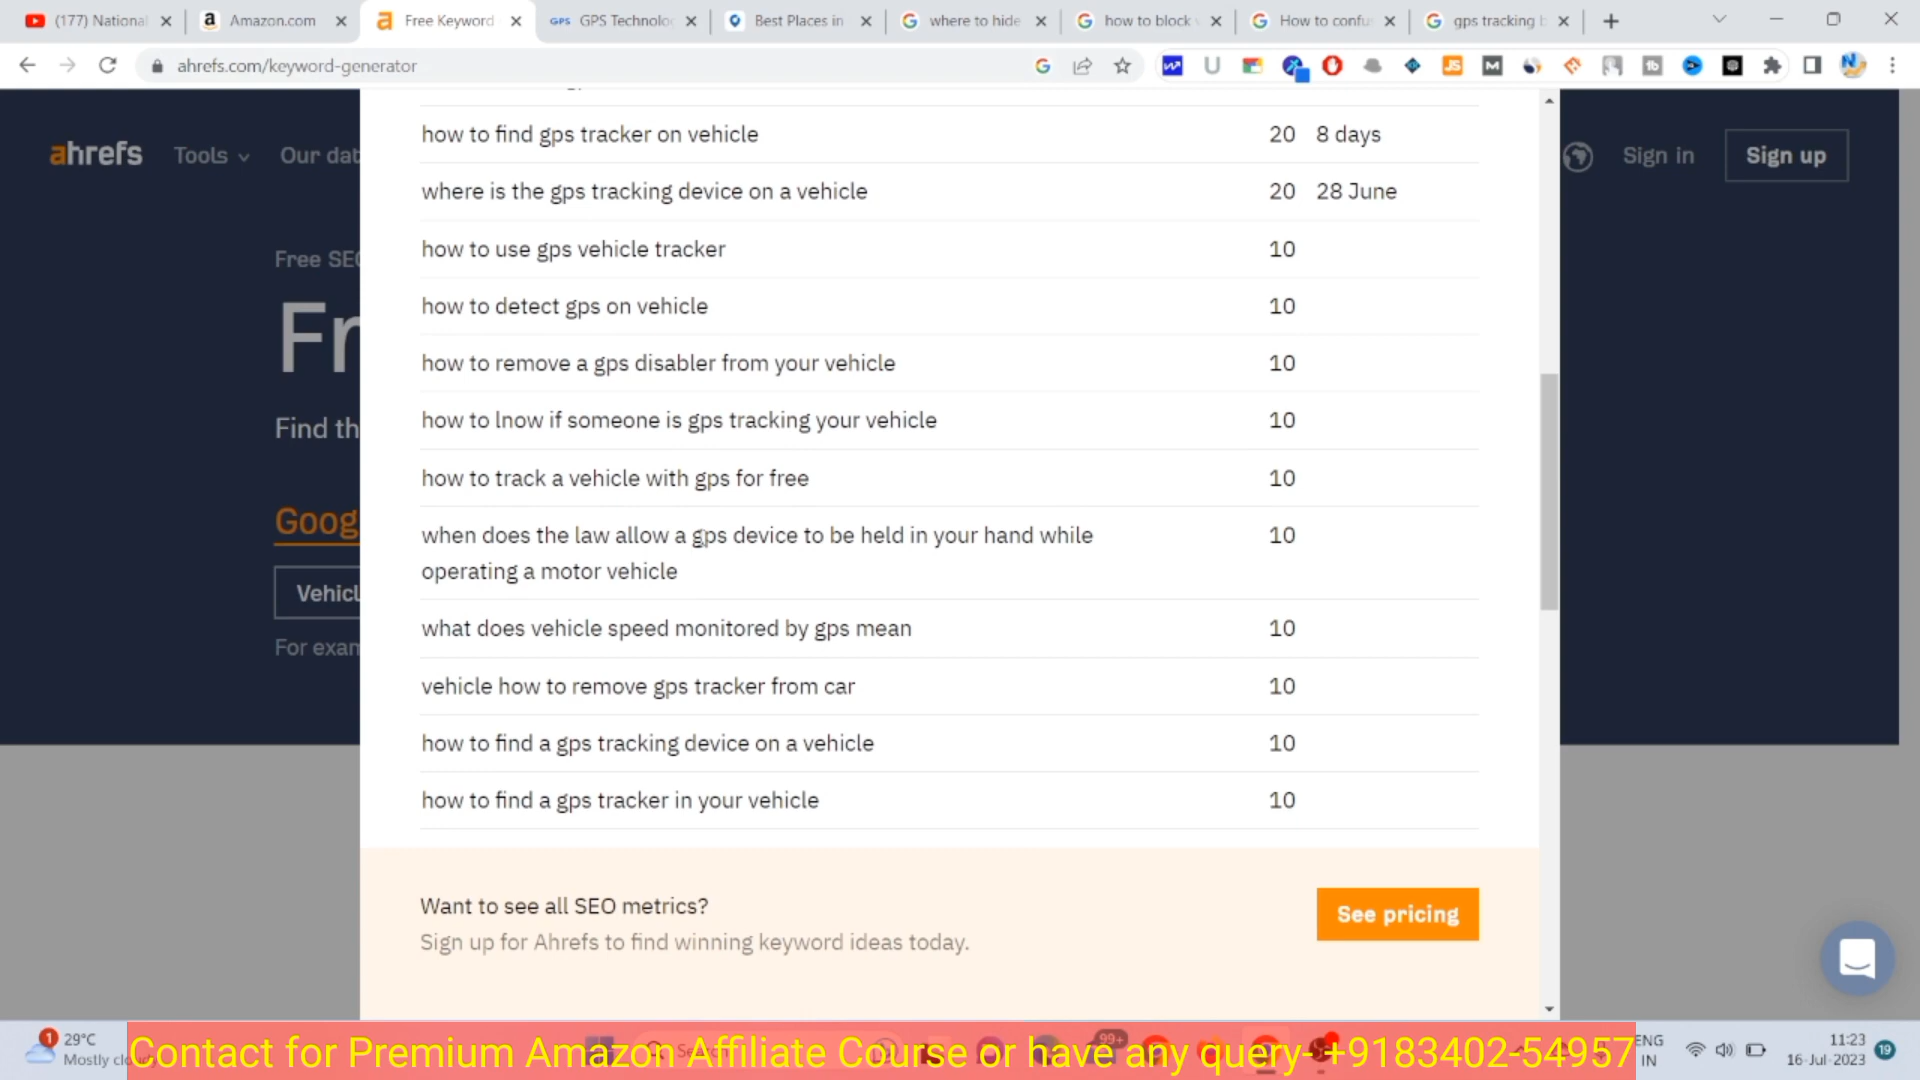 (177) National
Amazon.com
Free Keyword
GPS GPS Technolo
Best Places in
where to hide
how to block
How to confu
gps tracking b
ahrefs.com/keyword-generator
ahrefs
Tools
Our dat
Sign in
Sign up
Free SEO
Fr
Find th
Goog
Vehicl
For exam
how to find gps tracker on vehicle 20 8 days
where is the gps tracking device on a vehicle 20 28 June
how to use gps vehicle tracker 10
how to detect gps on vehicle 10
how to remove a gps disabler from your vehicle 10
how to lnow if someone is gps tracking your vehicle 10
how to track a vehicle with gps for free 10
when does the law allow a gps device to be held in your hand while 10
operating a motor vehicle
what does vehicle speed monitored by gps mean 10
vehicle how to remove gps tracker from car 10
how to find a gps tracking device on a vehicle 10
how to find a gps tracker in your vehicle 10
Want to see all SEO metrics?
Sign up for Ahrefs to find winning keyword ideas today.
See pricing
1
29°C
Mostly clo
Contact for Premium Amazon Affiliate Course or have any query- +9183402-54957
99+
ENG
IN
11:23
16-Jul-2023
19